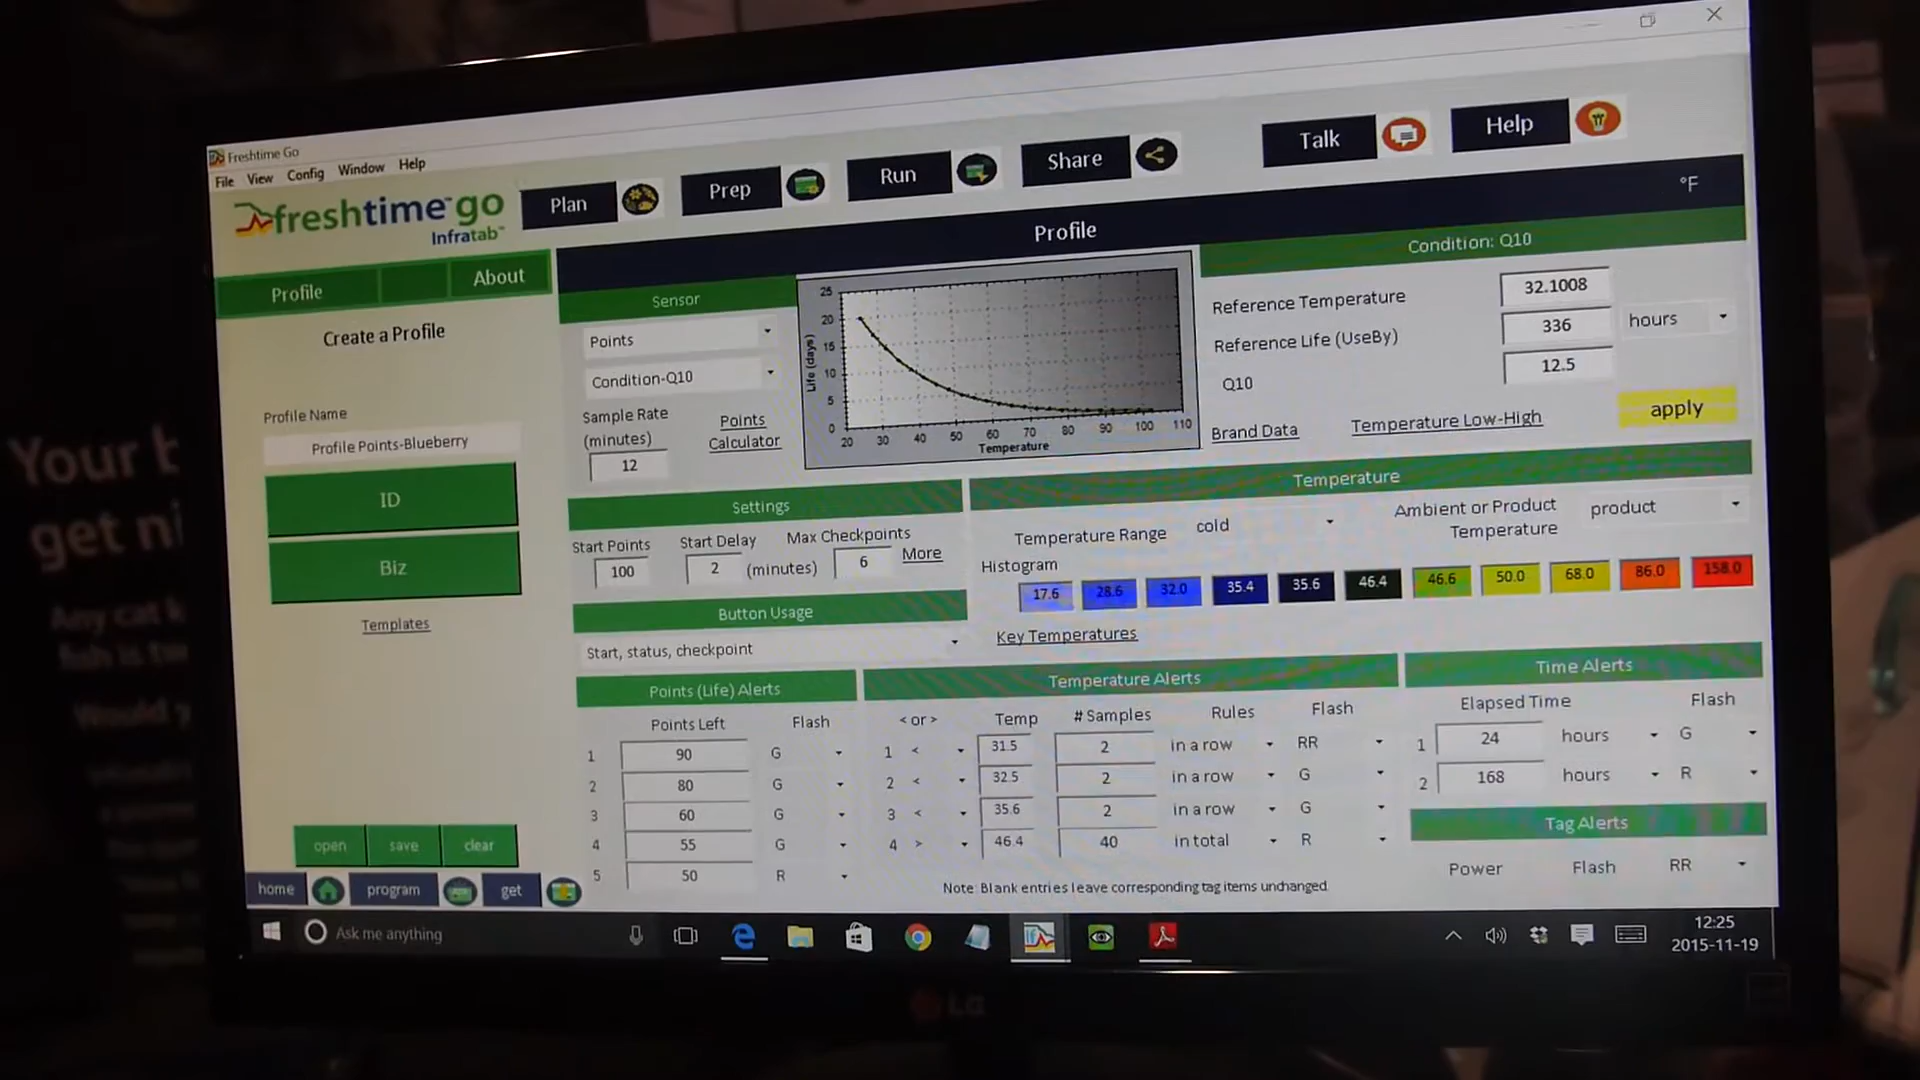 Freshtime Go
File View Config Window Help
freshtime go
Infratab™
Plan
Prep
Run
Share
Talk
Help
Profile
About
Create a Profile
Profile Name
Profile Points-Blueberry
ID
Biz
Templates
open save clear
home program get
Profile
°F
Sensor
Points
Condition-Q10
Sample Rate
(minutes)
12
Points
Calculator
Life (days)
25
20
15
10
5
0
20 30 40 50 60 70 80 90 100 110
Temperature
Condition: Q10
Reference Temperature 32.1008
Reference Life (UseBy) 336 hours
Q10 12.5
Brand Data Temperature Low-High apply
Settings
Start Points Start Delay Max Checkpoints
100 2 (minutes) 6 More
Button Usage
Start, status, checkpoint
Temperature
Temperature Range cold Ambient or Product
Temperature product
Histogram
17.6 28.6 32.0 35.4 35.6 46.4 46.6 50.0 68.0 86.0 158.0
Key Temperatures
Points (Life) Alerts
Points Left Flash
1 90 G
2 80 G
3 60 G
4 55 G
5 50 R
Temperature Alerts
< or > Temp # Samples Rules Flash
1 < 31.5 2 in a row RR
2 < 32.5 2 in a row G
3 < 35.6 2 in a row G
4 > 46.4 40 in total R
Note: Blank entries leave corresponding tag items unchanged
Time Alerts
Elapsed Time Flash
1 24 hours G
2 168 hours R
Tag Alerts
Power Flash RR
Ask me anything
12:25
2015-11-19
LG
Your
get
Any cat
fish is
Would